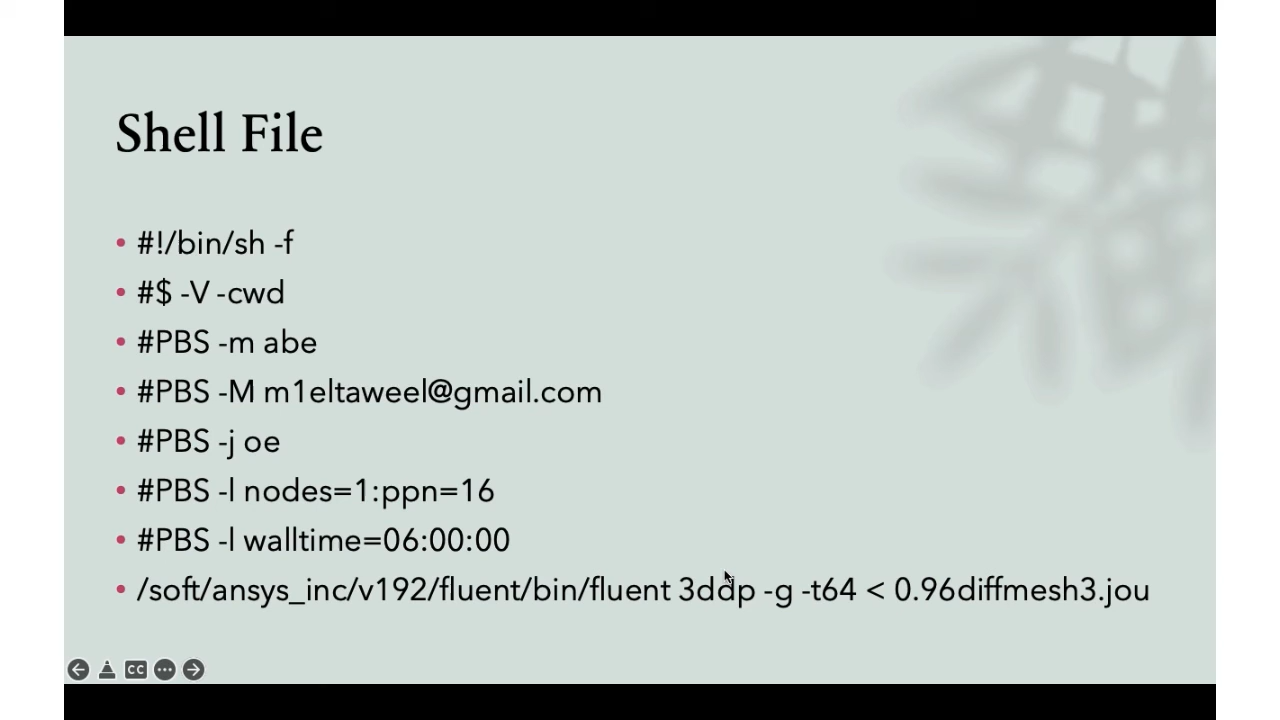 Shell File
#!/bin/sh -f
#$ -V -cwd
#PBS -m abe
#PBS -M m1eltaweel@gmail.com
#PBS -j oe
#PBS -l nodes=1:ppn=16
#PBS -l walltime=06:00:00
/soft/ansys_inc/v192/fluent/bin/fluent 3ddp -g -t64 < 0.96diffmesh3.jou
CC